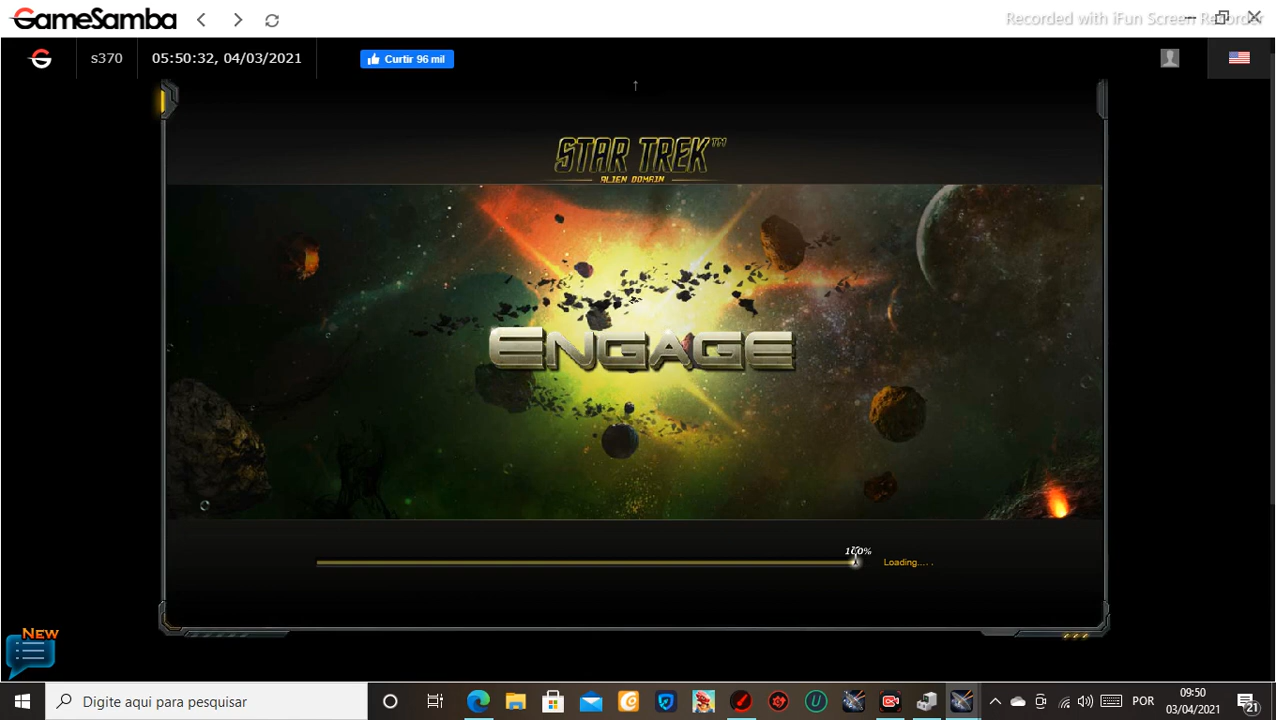 GameSamba
Recorded with iFun Screen Recorder
s370
05:50:32, 04/03/2021
Curtir 96 mil
STAR TREK™
ALIEN DOMAIN
ENGAGE
100%
Loading.... .
NEW
Digite aqui para pesquisar
POR
09:50
03/04/2021
21